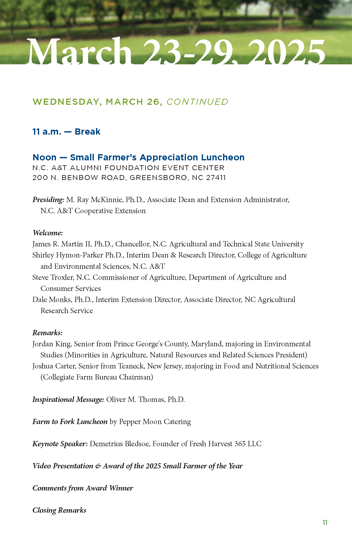 March 23-29, 2025
WEDNESDAY, MARCH 26, CONTINUED
11 a.m. — Break
Noon — Small Farmer's Appreciation Luncheon
N.C. A&T ALUMNI FOUNDATION EVENT CENTER
200 N. BENBOW ROAD, GREENSBORO, NC 27411
Presiding: M. Ray McKinnie, Ph.D., Associate Dean and Extension Administrator,
N.C. A&T Cooperative Extension
Welcome:
James R. Martin II, Ph.D., Chancellor, N.C. Agricultural and Technical State University
Shirley Hymon-Parker Ph.D., Interim Dean & Research Director, College of Agriculture
and Environmental Sciences, N.C. A&T
Steve Troxler, N.C. Commissioner of Agriculture, Department of Agriculture and
Consumer Services
Dale Monks, Ph.D., Interim Extension Director, Associate Director, NC Agricultural
Research Service
Remarks:
Jordan King, Senior from Prince George's County, Maryland, majoring in Environmental
Studies (Minorities in Agriculture, Natural Resources and Related Sciences President)
Joshua Carter, Senior from Teaneck, New Jersey, majoring in Food and Nutritional Sciences
(Collegiate Farm Bureau Chairman)
Inspirational Message: Oliver M. Thomas, Ph.D.
Farm to Fork Luncheon by Pepper Moon Catering
Keynote Speaker: Demetrius Bledsoe, Founder of Fresh Harvest 365 LLC
Video Presentation & Award of the 2025 Small Farmer of the Year
Comments from Award Winner
Closing Remarks
11